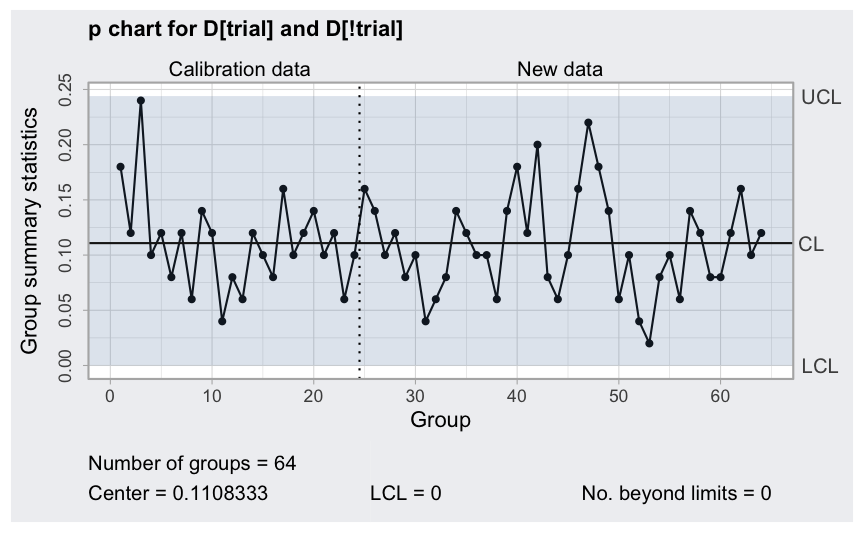 p chart for D[trial] and D[!trial]
Calibration data New data
Group summary statistics
0.25
0.20
0.15
0.10
0.05
0.00
UCL
CL
LCL
0 10 20 30 40 50 60
Group
Number of groups = 64
Center = 0.1108333 LCL = 0 No. beyond limits = 0